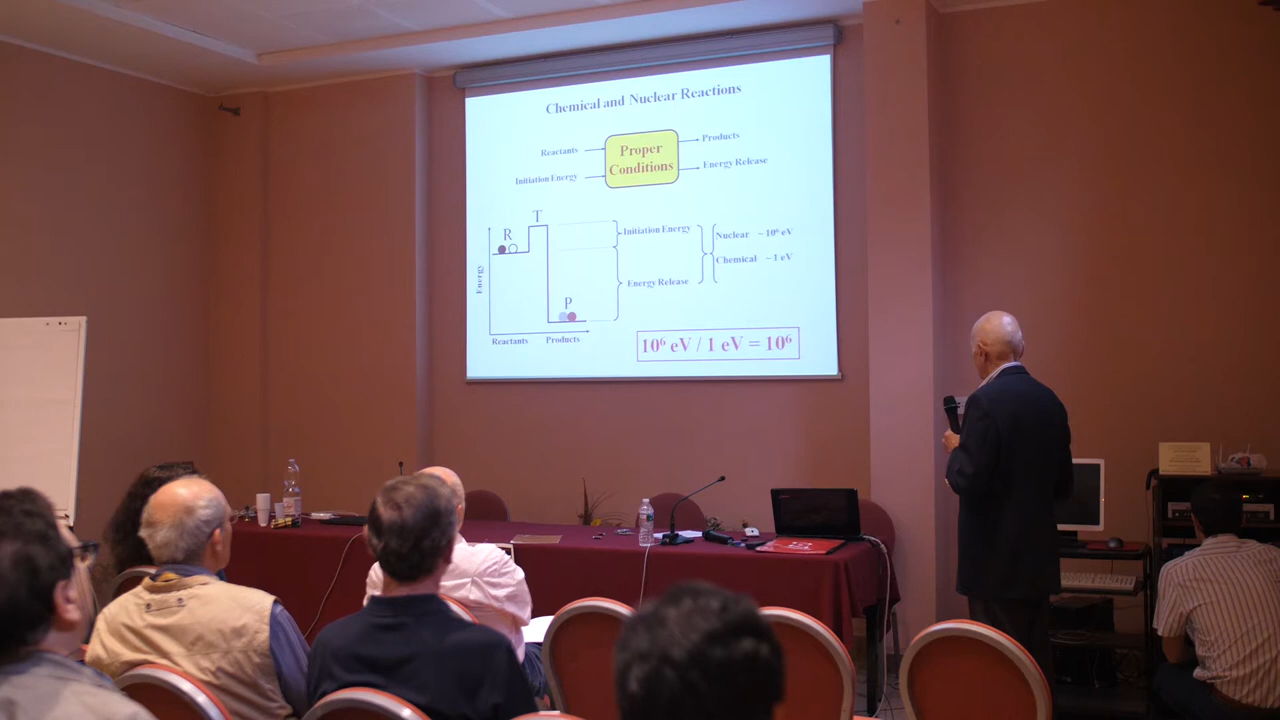 Chemical and Nuclear Reactions
Reactants
Proper
Conditions
Products
Initiation Energy
Energy Release
R
T
P
Energy
Reactants
Products
Initiation Energy
Energy Release
Nuclear ~10⁶ eV
Chemical ~1 eV
10⁶ eV / 1 eV = 10⁶